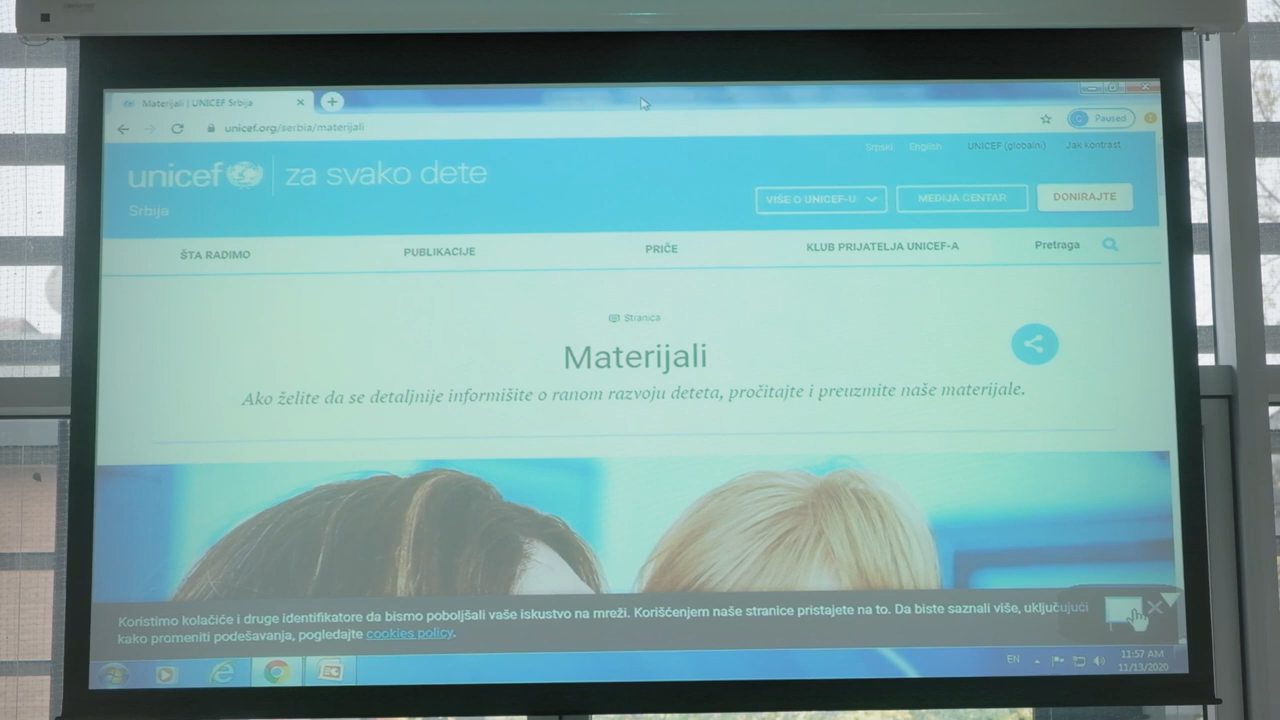 Materijali | UNICEF Srbija
unicef.org/serbia/materijali
Paused
Srpski English UNICEF (globalni) Jak kontrast
unicef za svako dete
Srbija
VIŠE O UNICEF-U MEDIJA CENTAR DONIRAJTE
ŠTA RADIMO PUBLIKACIJE PRIČE KLUB PRIJATELJA UNICEF-A Pretraga
Stranica
Materijali
Ako želite da se detaljnije informišite o ranom razvoju deteta, pročitajte i preuzmite naše materijale.
Koristimo kolačiće i druge identifikatore da bismo poboljšali vaše iskustvo na mreži. Korišćenjem naše stranice pristajete na to. Da biste saznali više, uključujući
kako promeniti podešavanja, pogledajte cookies policy.
EN 11:57 AM
11/13/2020